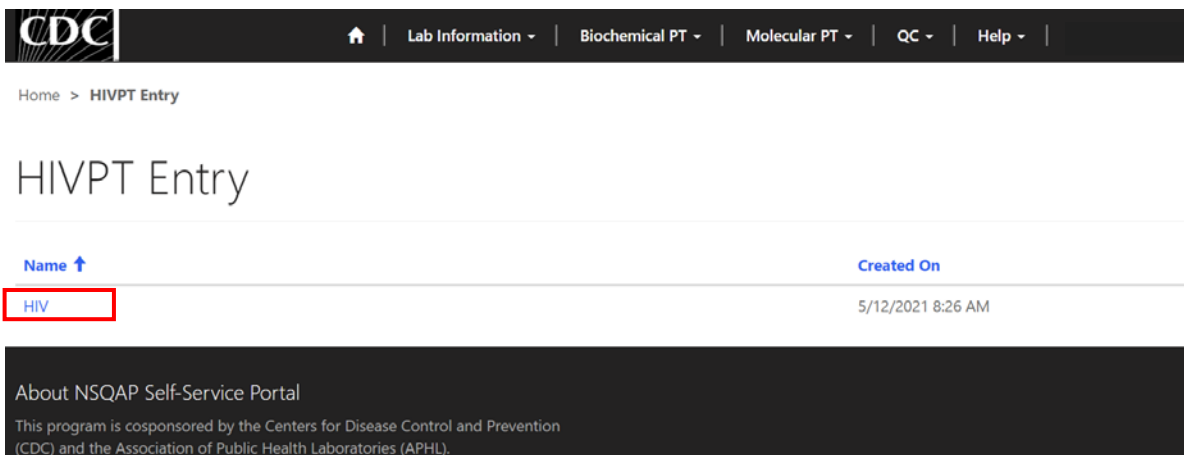 CDC
Lab Information | Biochemical PT | Molecular PT | QC | Help |
Home > HIVPT Entry
HIVPT Entry
Name Created On
HIV 5/12/2021 8:26 AM
About NSQAP Self-Service Portal
This program is cosponsored by the Centers for Disease Control and Prevention
(CDC) and the Association of Public Health Laboratories (APHL).